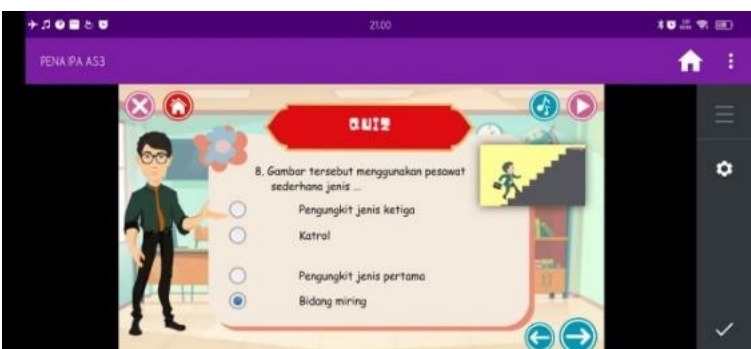 21.00
PENA IPA AS3
QUIZ
8. Gambar tersebut menggunakan pesawat
sederhana jenis ...
Pengungkit jenis ketiga
Katrol
Pengungkit jenis pertama
Bidang miring